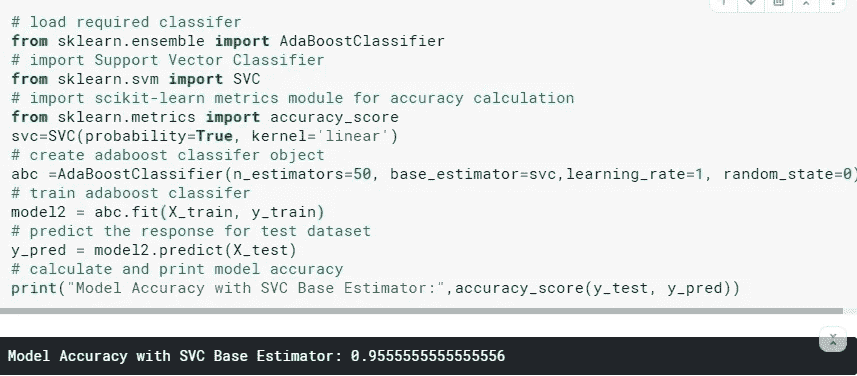 # load required classifer
from sklearn.ensemble import AdaBoostClassifier
# import Support Vector Classifier
from sklearn.svm import SVC
# import scikit-learn metrics module for accuracy calculation
from sklearn.metrics import accuracy_score
svc=SVC(probability=True, kernel='linear')
# create adaboost classifer object
abc =AdaBoostClassifier(n_estimators=50, base_estimator=svc,learning_rate=1, random_state=0)
# train adaboost classifer
model2 = abc.fit(X_train, y_train)
# predict the response for test dataset
y_pred = model2.predict(X_test)
# calculate and print model accuracy
print("Model Accuracy with SVC Base Estimator:",accuracy_score(y_test, y_pred))
Model Accuracy with SVC Base Estimator: 0.9555555555555556